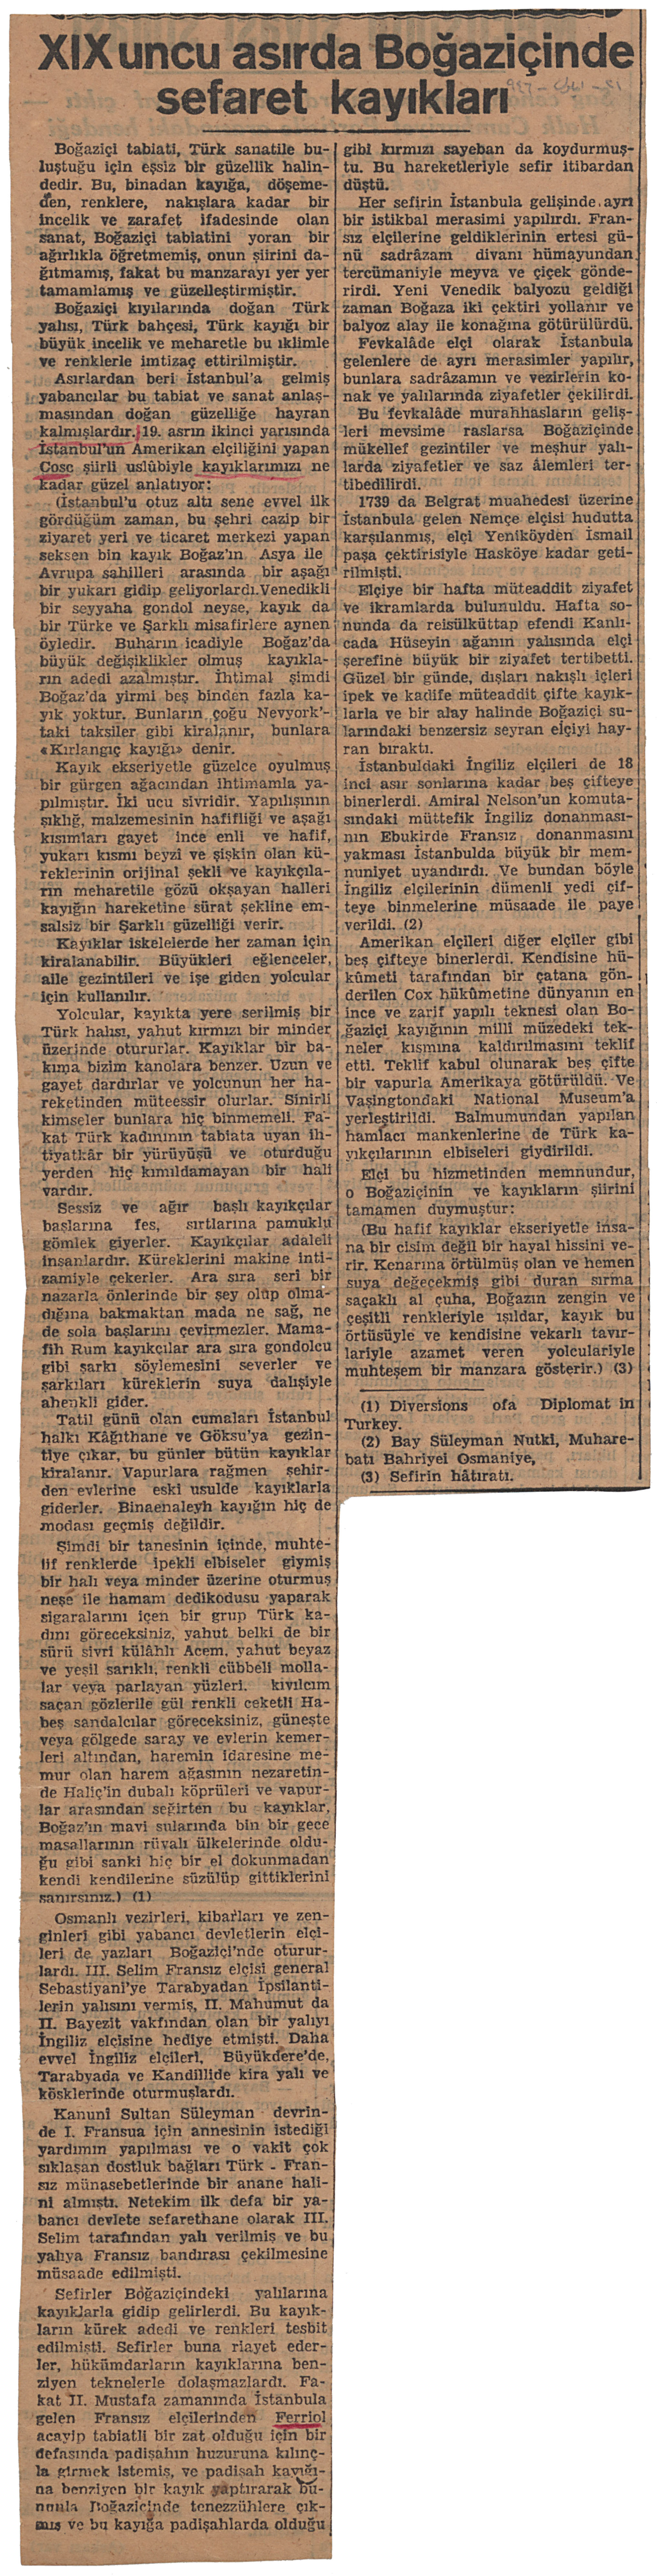 XIX uncu asırda Boğaziçinde
sefaret kayıkları
Boğaziçi tabiati, Türk sanatile bu-
luştuğu için eşsiz bir güzellik halin-
dedir. Bu, binadan kayığa, döşeme-
den, renklere, nakışlara kadar bir
incelik ve zarafet ifadesinde olan
sanat, Boğaziçi tabiatini yoran bir
ağırlıkla öğretmemiş, onun şiirini da-
ğıtmamış, fakat bu manzarayı yer yer
tamamlamış ve güzelleştirmiştir.
Boğaziçi kıyılarında doğan Türk
yalısı, Türk bahçesi, Türk kayığı bir
büyük incelik ve meharetle bu iklimle
ve renklerle imtizaç ettirilmiştir.
Asırlardan beri İstanbul'a gelmiş
yabancılar bu tabiat ve sanat anlaş-
masından doğan güzelliğe hayran
kalmışlardır. 19. asrın ikinci yarısında
İstanbul'un Amerikan elçiliğini yapan
Cosc şiirli uslûbiyle kayıklarımızı ne
kadar güzel anlatıyor:
(İstanbul'u otuz altı sene evvel ilk
gördüğüm zaman, bu şehri cazip bir
ziyaret yeri ve ticaret merkezi yapan
seksen bin kayık Boğaz'ın Asya ile
Avrupa sahilleri arasında bir aşağı
bir yukarı gidip geliyorlardı. Venedikli
bir seyyaha gondol neyse, kayık da
bir Türke ve Şarklı misafirlere aynen
öyledir. Buharın icadiyle Boğaz'da
büyük değişiklikler olmuş kayıkla-
rın adedi azalmıştır. İhtimal şimdi
Boğaz'da yirmi beş binden fazla ka-
yık yoktur. Bunların çoğu Nevyork'-
taki taksiler gibi kiralanır, bunlara
«Kırlangıç kayığı» denir.
Kayık ekseriyetle güzelce oyulmuş
bir gürgen ağacından ihtimamla ya-
pılmıştır. İki ucu sivridir. Yapılışının
şıklığ, malzemesinin hafifliği ve aşağı
kısımları gayet ince enli ve hafif,
yukarı kısmı beyzi ve şişkin olan kü-
reklerinin orijinal şekli ve kayıkçıla-
rın meharetile gözü okşayan halleri
kayığın hareketine sürat şekline em-
salsiz bir Şarklı güzelliği verir.
Kayıklar iskelelerde her zaman için
kiralanabilir. Büyükleri eğlenceler,
aile gezintileri ve işe giden yolcular
için kullanılır.
Yolcular, kayıkta yere serilmiş bir
Türk halısı, yahut kırmızı bir minder
üzerinde otururlar. Kayıklar bir ba-
kıma bizim kanolara benzer. Uzun ve
gayet dardırlar ve yolcunun her ha-
reketinden müteessir olurlar. Sinirli
kimseler bunlara hiç binmemeli. Fa-
kat Türk kadınının tabiata uyan ih-
tiyatkâr bir yürüyüşü ve oturduğu
yerden hiç kımıldamayan bir hali
vardır.
Sessiz ve ağır başlı kayıkçılar
başlarına fes, sırtlarına pamuklu
gömlek giyerler. Kayıkçılar adaleli
insanlardır. Küreklerini makine inti-
zamiyle çekerler. Ara sıra seri bir
nazarla önlerinde bir şey olup olma-
dığına bakmaktan mada ne sağ, ne
de sola başlarını çevirmezler. Mama-
fih Rum kayıkçılar ara sıra gondolcu
gibi şarkı söylemesini severler ve
şarkıları küreklerin suya dalışiyle
ahenkli gider.
Tatil günü olan cumaları İstanbul
halkı Kâğıthane ve Göksu'ya gezin-
tiye çıkar, bu günler bütün kayıklar
kiralanır. Vapurlara rağmen şehir-
den evlerine eski usulde kayıklarla
giderler. Binaenaleyh kayığın hiç de
modası geçmiş değildir.
Şimdi bir tanesinin içinde, muhte-
lif renklerde ipekli elbiseler giymiş
bir halı veya minder üzerine oturmuş
neşe ile hamam dedikodusu yaparak
sigaralarını içen bir grup Türk ka-
dını göreceksiniz, yahut belki de bir
sürü sivri külâhlı Acem, yahut beyaz
ve yeşil sarıklı, renkli cübbeli molla-
lar veya parlayan yüzleri, kıvılcım
saçan gözlerile gül renkli ceketli Ha-
beş sandalcılar göreceksiniz, güneşte
veya gölgede saray ve evlerin kemer-
leri altından, haremin idaresine me-
mur olan harem ağasının nezaretin-
de Haliç'in dubalı köprüleri ve vapur-
lar arasından seğirten bu kayıklar,
Boğaz'ın mavi sularında bin bir gece
masallarının rüyalı ülkelerinde oldu-
ğu gibi sanki hiç bir el dokunmadan
kendi kendilerine süzülüp gittiklerini
sanırsınız.) (1)
Osmanlı vezirleri, kibarları ve zen-
ginleri gibi yabancı devletlerin elçi-
leri de yazları Boğaziçi'nde oturur-
lardı. III. Selim Fransız elçisi general
Sebastiyani'ye Tarabyadan İpsilanti-
lerin yalısını vermiş, II. Mahumut da
II. Bayezit vakfından olan bir yalıyı
İngiliz elçisine hediye etmişti. Daha
evvel İngiliz elçileri, Büyükdere'de,
Tarabyada ve Kandillide kira yalı ve
köşklerinde oturmuşlardı.
Kanuni Sultan Süleyman devrin-
de I. Fransua için annesinin istediği
yardımın yapılması ve o vakit çok
sıklaşan dostluk bağları Türk - Fran-
sız münasebetlerinde bir anane hali-
ni almıştı. Netekim ilk defa bir ya-
bancı devlete sefarethane olarak III.
Selim tarafından yalı verilmiş ve bu
yalıya Fransız bandırası çekilmesine
müsaade edilmişti.
Sefirler Boğaziçindeki yalılarına
kayıklarla gidip gelirlerdi. Bu kayık-
ların kürek adedi ve renkleri tesbit
edilmişti. Sefirler buna riayet eder-
ler, hükümdarların kayıklarına ben-
ziyen teknelerle dolaşmazlardı. Fa-
kat II. Mustafa zamanında İstanbula
gelen Fransız elçilerinden Ferriol
acayip tabiatli bir zat olduğu için bir
defasında padişahın huzuruna kılınç-
la girmek istemiş, ve padişah kayığı-
na benziyen bir kayık yaptırarak bu-
nunla Boğaziçinde tenezzühlere çık-
mış ve bu kayığa padişahlarda olduğu
gibi kırmızı sayeban da koydurmuş-
tu. Bu hareketleriyle sefir itibardan
düştü.
Her sefirin İstanbula gelişinde ayrı
bir istikbal merasimi yapılırdı. Fran-
sız elçilerine geldiklerinin ertesi gü-
nü sadrâzam divanı hümayundan
tercümaniyle meyva ve çiçek gönde-
rirdi. Yeni Venedik balyozu geldiği
zaman Boğaza iki çektiri yollanır ve
balyoz alay ile konağına götürülürdü.
Fevkalâde elçi olarak İstanbula
gelenlere de ayrı merasimler yapılır,
bunlara sadrâzamın ve vezirlerin ko-
nak ve yalılarında ziyafetler çekilirdi.
Bu fevkalâde murahhasların geliş-
leri mevsime raslarsa Boğaziçinde
mükellef gezintiler ve meşhur yalı-
larda ziyafetler ve saz âlemleri ter-
tibedilirdi.
1739 da Belgrat muahedesi üzerine
İstanbula gelen Nemçe elçisi hudutta
karşılanmış, elçi Yeniköyden İsmail
paşa çektirisiyle Hasköye kadar geti-
rilmişti.
Elçiye bir hafta müteaddit ziyafet
ve ikramlarda bulunuldu. Hafta so-
nunda da reisülküttap efendi Kanlı-
cada Hüseyin ağanın yalısında elçi
şerefine büyük bir ziyafet tertibetti.
Güzel bir günde, dışları nakışlı içleri
ipek ve kadife müteaddit çifte kayık-
larla ve bir alay halinde Boğaziçi su-
larındaki benzersiz seyran elçiyi hay-
ran bıraktı.
İstanbuldaki İngiliz elçileri de 18
inci asır sonlarına kadar beş çifteye
binerlerdi. Amiral Nelson'un komuta-
sındaki müttefik İngiliz donanması-
nın Ebukirde Fransız donanmasını
yakması İstanbulda büyük bir mem-
nuniyet uyandırdı. Ve bundan böyle
İngiliz elçilerinin dümenli yedi çif-
teye binmelerine müsaade ile paye
verildi. (2)
Amerikan elçileri diğer elçiler gibi
beş çifteye binerlerdi. Kendisine hü-
kûmeti tarafından bir çatana gön-
derilen Cox hükûmetine dünyanın en
ince ve zarif yapılı teknesi olan Bo-
ğaziçi kayığının milli müzedeki tek-
neler kısmına kaldırılmasını teklif
etti. Teklif kabul olunarak beş çifte
bir vapurla Amerikaya götürüldü. Ve
Vaşingtondaki National Museum'a
yerleştirildi. Balmumundan yapılan
hamlacı mankenlerine de Türk ka-
yıkçılarının elbiseleri giydirildi.
Elçi bu hizmetinden memnundur,
o Boğaziçinin ve kayıkların şiirini
tamamen duymuştur:
(Bu hafif kayıklar ekseriyetle insa-
na bir cisim değil bir hayal hissini ve-
rir. Kenarına örtülmüş olan ve hemen
suya değecekmiş gibi duran sırma
saçaklı al çuha, Boğazın zengin ve
çeşitli renkleriyle ışıldar, kayık bu
örtüsüyle ve kendisine vekarlı tavır-
lariyle azamet veren yolculariyle
muhteşem bir manzara gösterir.) (3)
(1) Diversions ofa Diplomat in
Turkey.
(2) Bay Süleyman Nutki, Muhare-
batı Bahriyei Osmaniye,
(3) Sefirin hâtıratı.